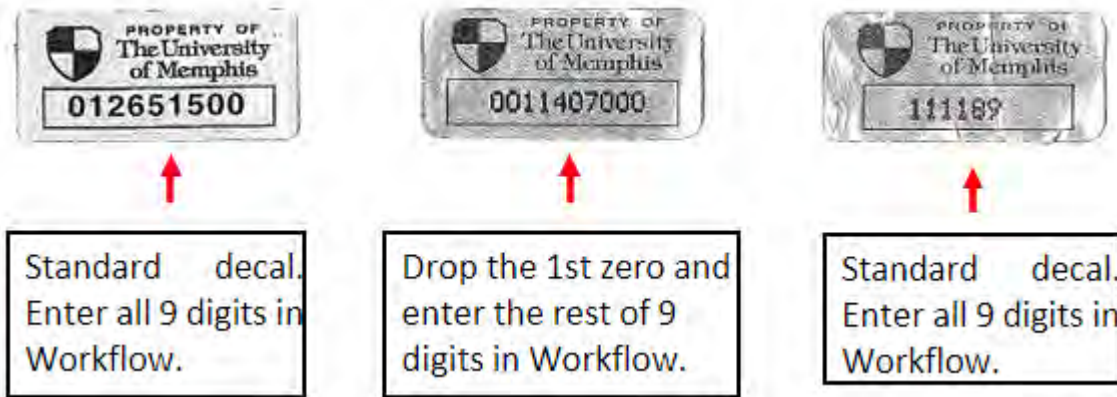 PROPERTY OF
The University
of Memphis
012651500
PROPERTY OF
The University
of Memphis
0011407000
PROPERTY OF
The University
of Memphis
111189
Standard decal.
Enter all 9 digits in
Workflow.
Drop the 1st zero and
enter the rest of 9
digits in Workflow.
Standard decal.
Enter all 9 digits in
Workflow.